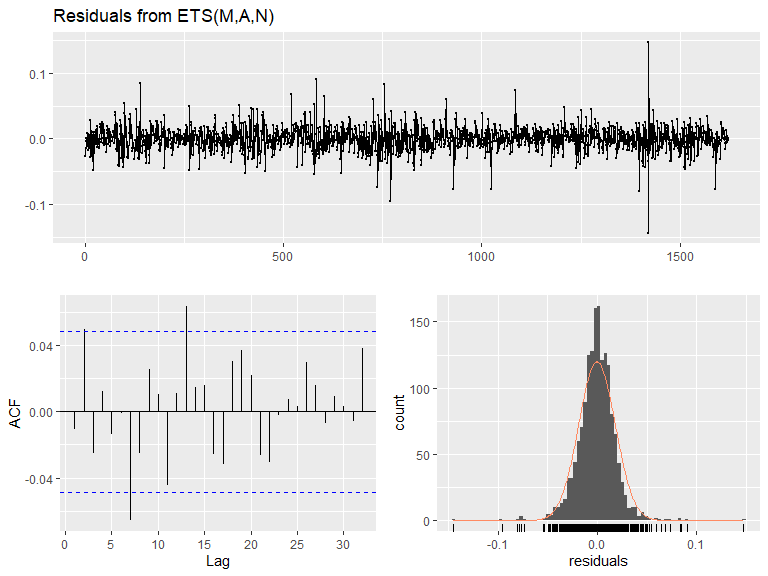 Residuals from ETS(M,A,N)
0.1
0.0
-0.1
0 500 1000 1500
ACF
0.04
0.00
-0.04
0 5 10 15 20 25 30
Lag
count
150
100
50
0
-0.1 0.0 0.1
residuals